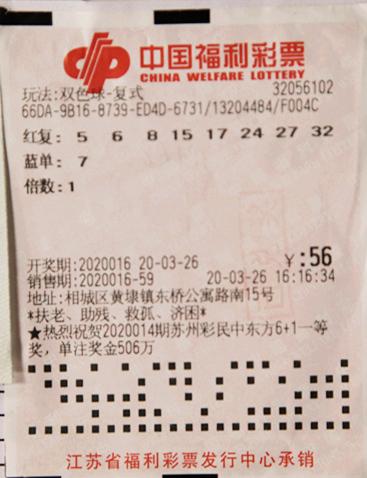 中国福利彩票
CHINA WELFARE LOTTERY
玩法:双色球-复式 32056102
66DA-9B16-8739-ED4D-6731/13204484/F004C
红复: 5 6 8 15 17 24 27 32
蓝单: 7
倍数:1
开奖期:2020016 20-03-26 ¥:56
销售期:2020016-59 20-03-26 16:16:34
地址:相城区黄埭镇东桥公寓路南15号
*扶老、助残、救孤、济困*
★热烈祝贺2020014期苏州彩民中东方6+1一等
奖,单注奖金506万
江苏省福利彩票发行中心承销